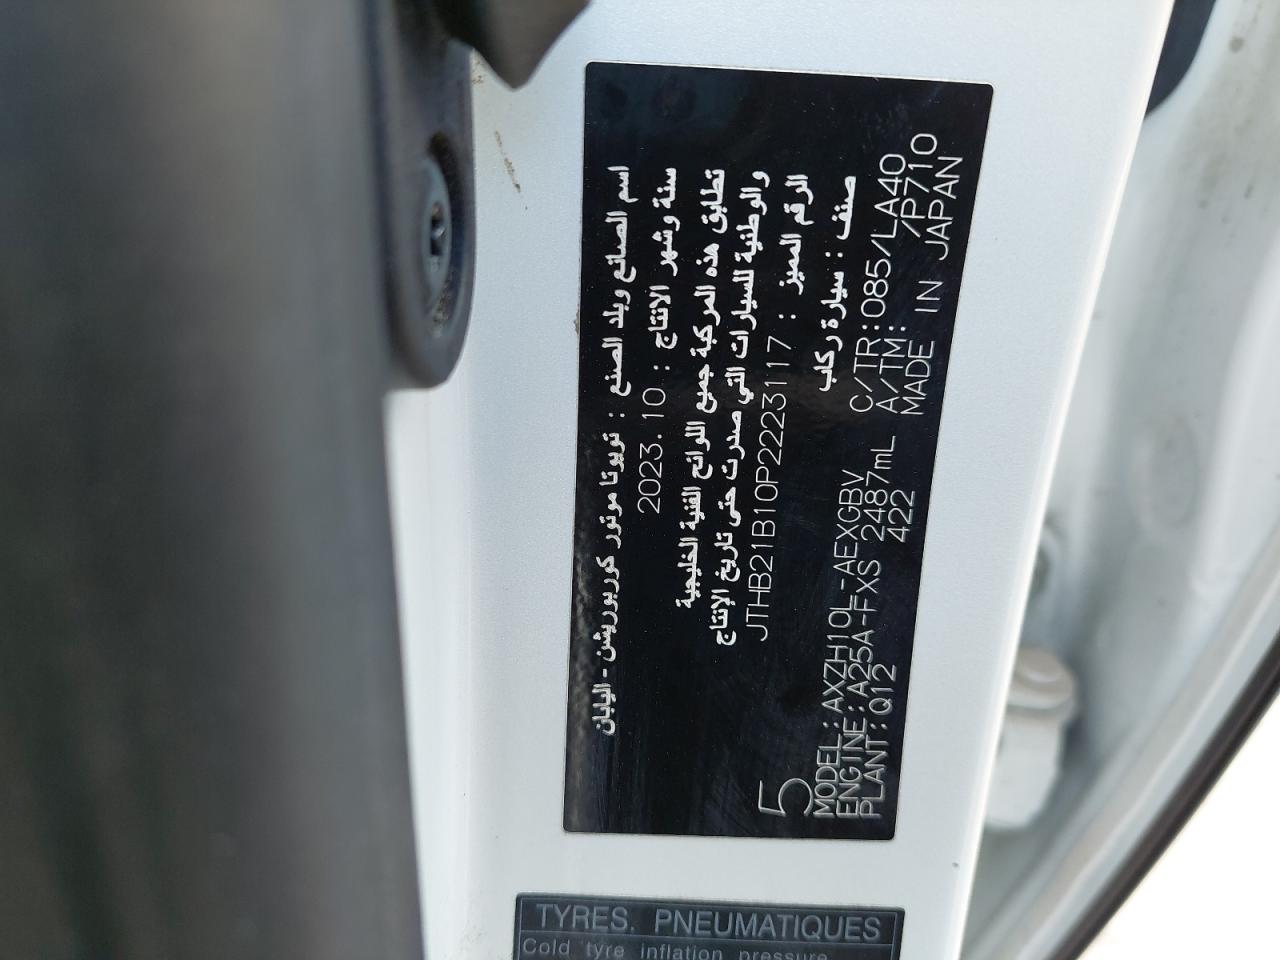 اسم الصانع وبلد الصنع : تويوتا موتور كوربوريشن - اليابان
سنة وشهر الانتاج : 2023.10
تطابق هذه المركبة جميع اللوائح الفنية الخليجية
والوطنية للسيارات التي صدرت حتى تاريخ الإنتاج
الرقم المميز : JTHB21B10P2223117
صنف : سيارة ركاب
5
MODEL:AXZH10L-AEXGBV C/TR:085/LA40
ENGINE:A25A-FXS 2487mL A/TM: /P710
PLANT:Q12 422 MADE IN JAPAN
TYRES. PNEUMATIQUES
Cold tyre inflation pressure